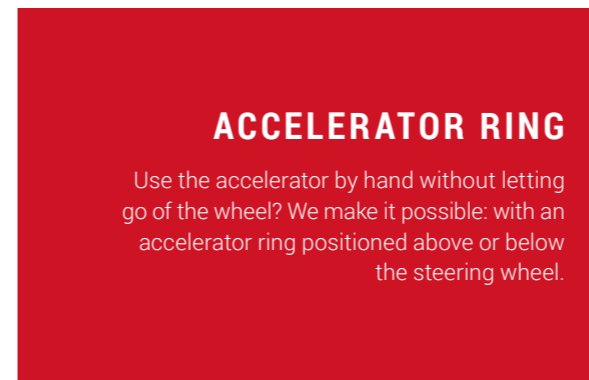 ACCELERATOR RING
Use the accelerator by hand without letting
go of the wheel? We make it possible: with an
accelerator ring positioned above or below
the steering wheel.